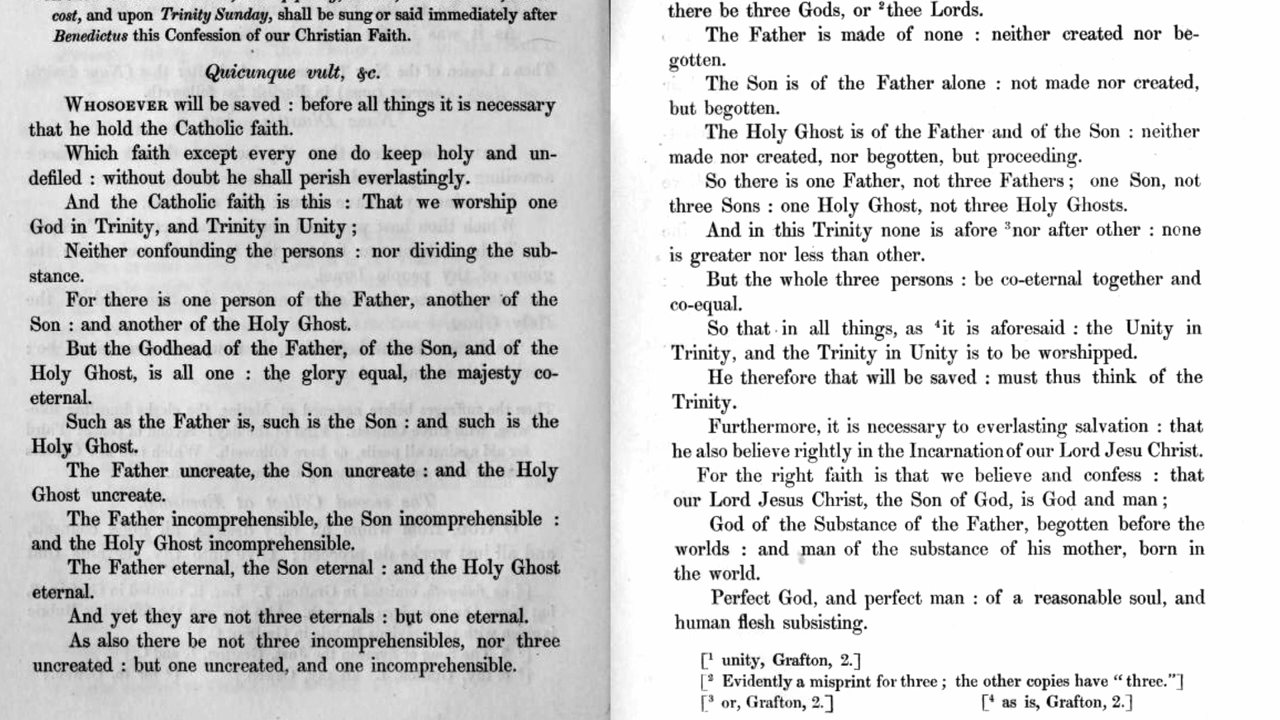 cost, and upon Trinity Sunday, shall be sung or said immediately after
Benedictus this Confession of our Christian Faith.
Quicunque vult, &c.
WHOSOEVER will be saved : before all things it is necessary
that he hold the Catholic faith.
Which faith except every one do keep holy and un-
defiled : without doubt he shall perish everlastingly.
And the Catholic faith is this : That we worship one
God in Trinity, and Trinity in Unity ;
Neither confounding the persons : nor dividing the sub-
stance.
For there is one person of the Father, another of the
Son : and another of the Holy Ghost.
But the Godhead of the Father, of the Son, and of the
Holy Ghost, is all one : the glory equal, the majesty co-
eternal.
Such as the Father is, such is the Son : and such is the
Holy Ghost.
The Father uncreate, the Son uncreate : and the Holy
Ghost uncreate.
The Father incomprehensible, the Son incomprehensible :
and the Holy Ghost incomprehensible.
The Father eternal, the Son eternal : and the Holy Ghost
eternal.
And yet they are not three eternals : but one eternal.
As also there be not three incomprehensibles, nor three
uncreated : but one uncreated, and one incomprehensible.
there be three Gods, or ²thee Lords.
The Father is made of none : neither created nor be-
gotten.
The Son is of the Father alone : not made nor created,
but begotten.
The Holy Ghost is of the Father and of the Son : neither
made nor created, nor begotten, but proceeding.
So there is one Father, not three Fathers ; one Son, not
three Sons : one Holy Ghost, not three Holy Ghosts.
And in this Trinity none is afore ³nor after other : none
is greater nor less than other.
But the whole three persons : be co-eternal together and
co-equal.
So that in all things, as ⁴it is aforesaid : the Unity in
Trinity, and the Trinity in Unity is to be worshipped.
He therefore that will be saved : must thus think of the
Trinity.
Furthermore, it is necessary to everlasting salvation : that
he also believe rightly in the Incarnation of our Lord Jesu Christ.
For the right faith is that we believe and confess : that
our Lord Jesus Christ, the Son of God, is God and man ;
God of the Substance of the Father, begotten before the
worlds : and man of the substance of his mother, born in
the world.
Perfect God, and perfect man : of a reasonable soul, and
human flesh subsisting.
[¹ unity, Grafton, 2.]
[² Evidently a misprint for three ; the other copies have "three."]
[³ or, Grafton, 2.] [⁴ as is, Grafton, 2.]